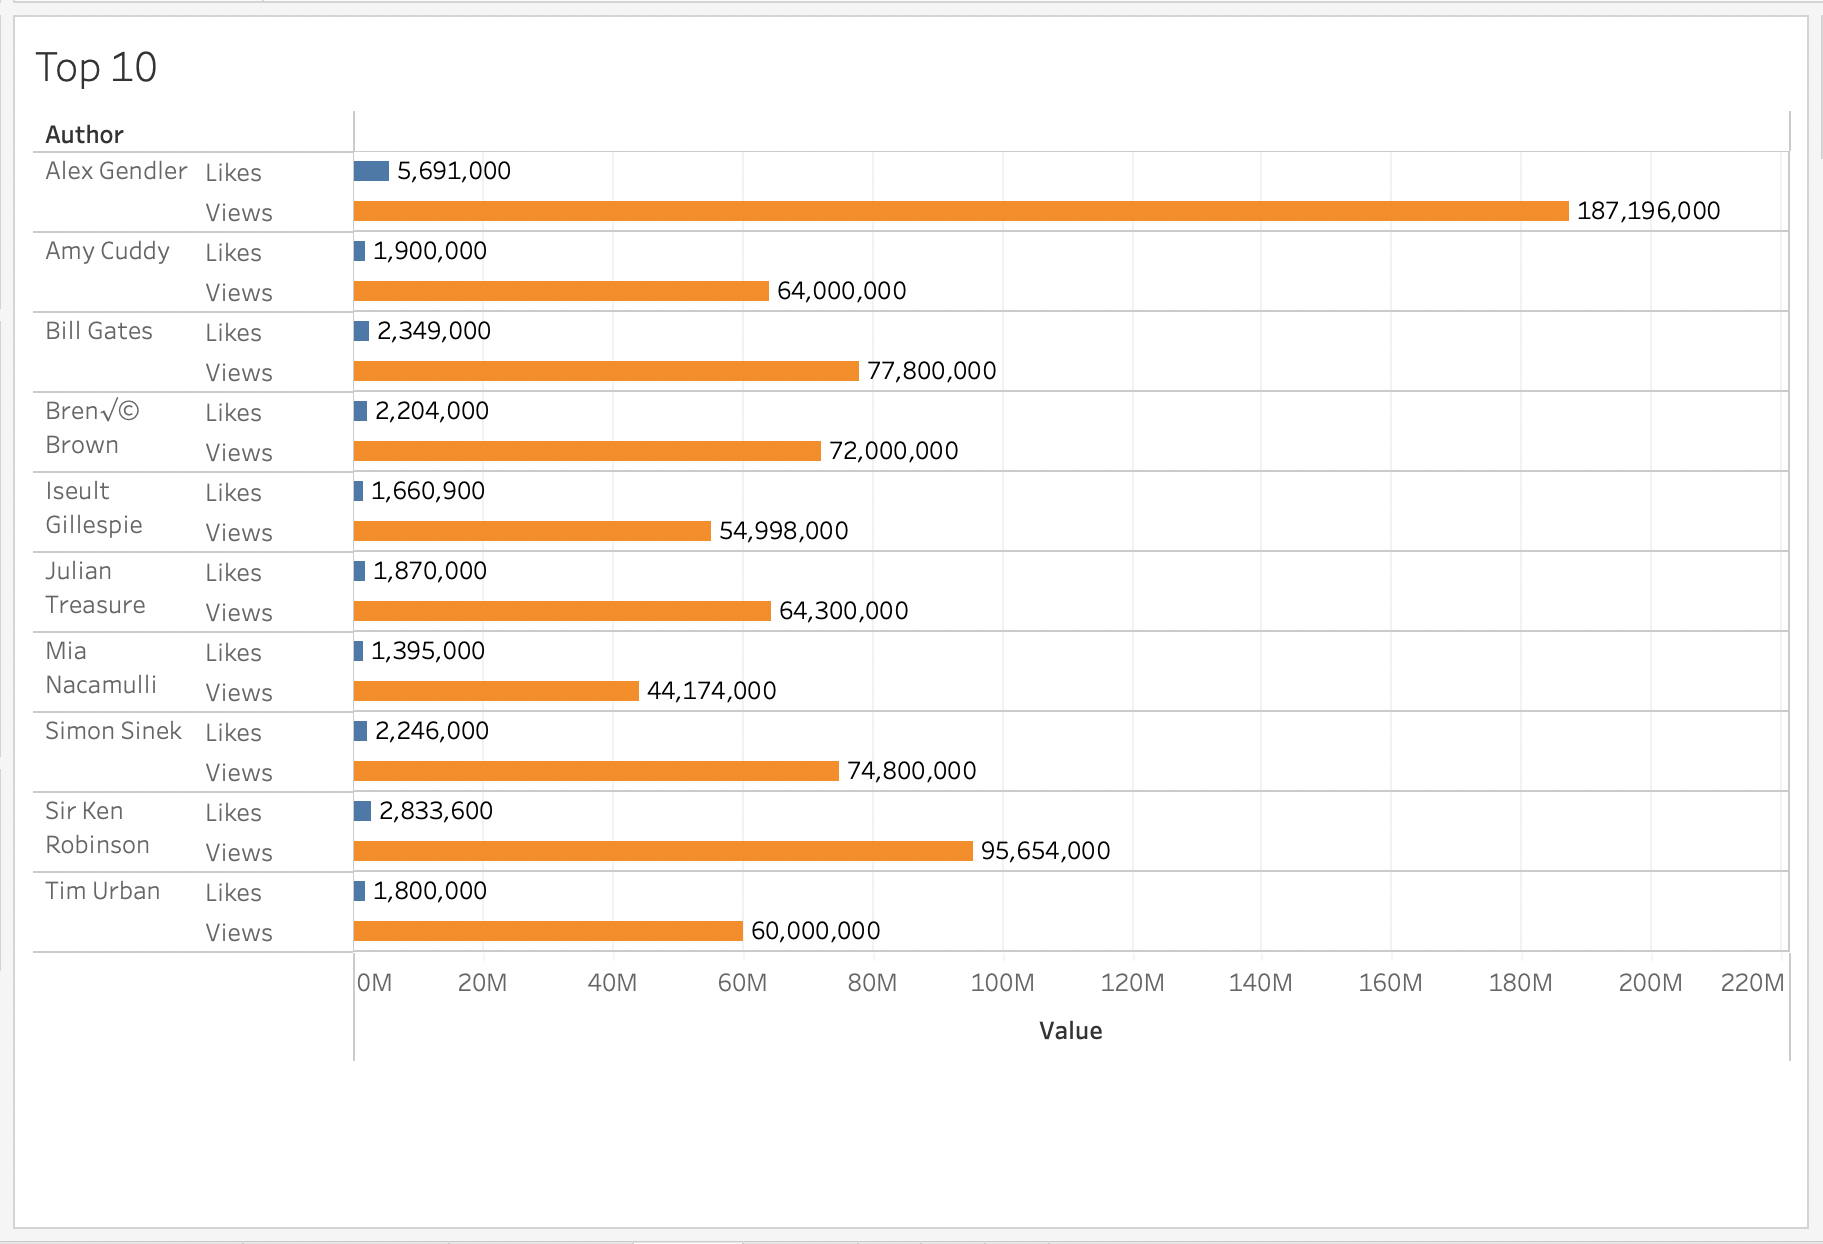 Top 10
Author
Alex Gendler Likes 5,691,000
Views 187,196,000
Amy Cuddy Likes 1,900,000
Views 64,000,000
Bill Gates Likes 2,349,000
Views 77,800,000
Bren√© Likes 2,204,000
Brown Views 72,000,000
Iseult Likes 1,660,900
Gillespie Views 54,998,000
Julian Likes 1,870,000
Treasure Views 64,300,000
Mia Likes 1,395,000
Nacamulli Views 44,174,000
Simon Sinek Likes 2,246,000
Views 74,800,000
Sir Ken Likes 2,833,600
Robinson Views 95,654,000
Tim Urban Likes 1,800,000
Views 60,000,000
0M 20M 40M 60M 80M 100M 120M 140M 160M 180M 200M 220M
Value